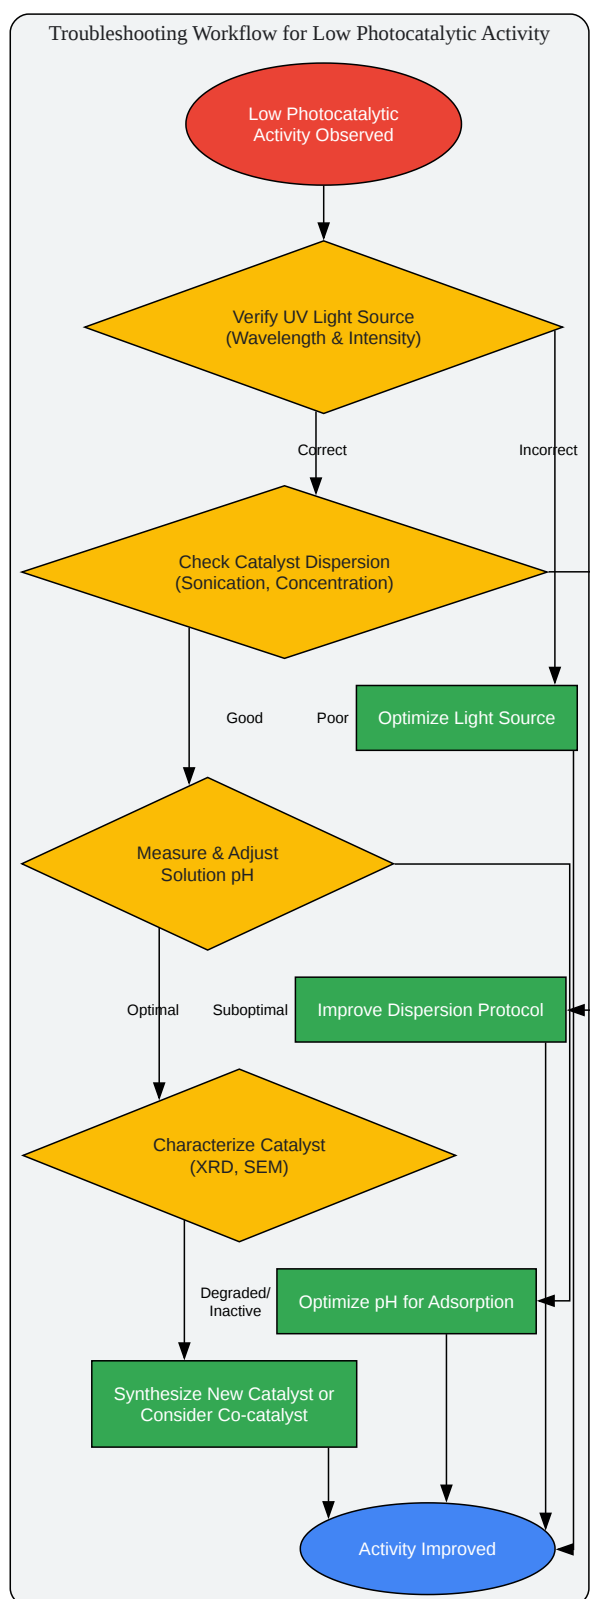 Troubleshooting Workflow for Low Photocatalytic Activity
Low Photocatalytic
Activity Observed
Verify UV Light Source
(Wavelength & Intensity)
Correct
Incorrect
Check Catalyst Dispersion
(Sonication, Concentration)
Good
Poor
Optimize Light Source
Measure & Adjust
Solution pH
Optimal
Suboptimal
Improve Dispersion Protocol
Characterize Catalyst
(XRD, SEM)
Degraded/
Inactive
Optimize pH for Adsorption
Synthesize New Catalyst or
Consider Co-catalyst
Activity Improved